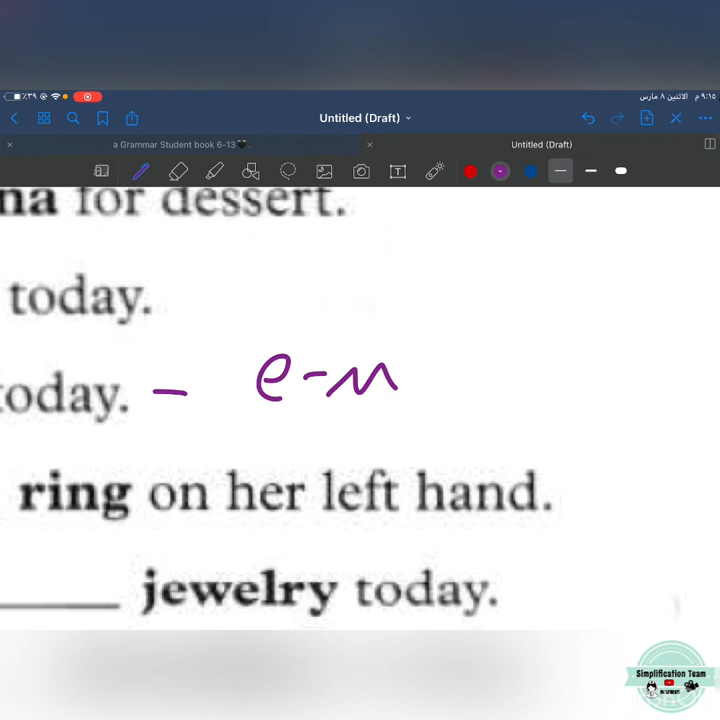 ٪٣٩
٩:١٥ م الاثنين ٨ مارس
Untitled (Draft)
a Grammar Student book 6-13🖤.
Untitled (Draft)
T
na for dessert.
today.
today. – e-m
ring on her left hand.
______ jewelry today.
Simplification Team